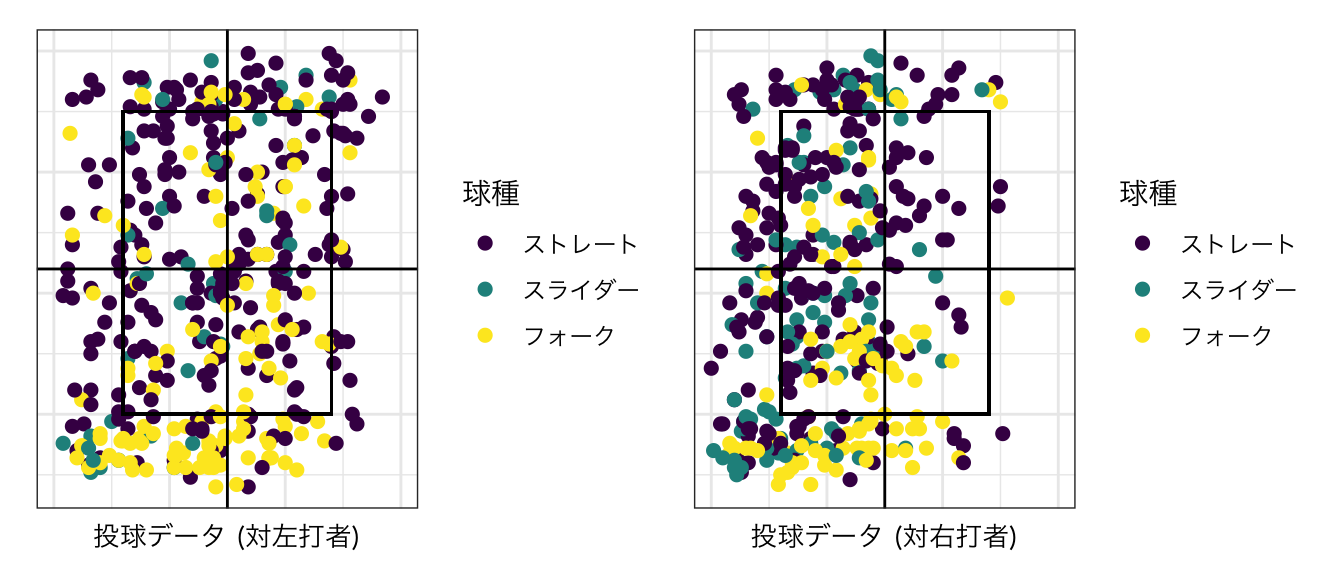 球種
ストレート
スライダー
フォーク
投球データ (対左打者)
球種
ストレート
スライダー
フォーク
投球データ (対右打者)